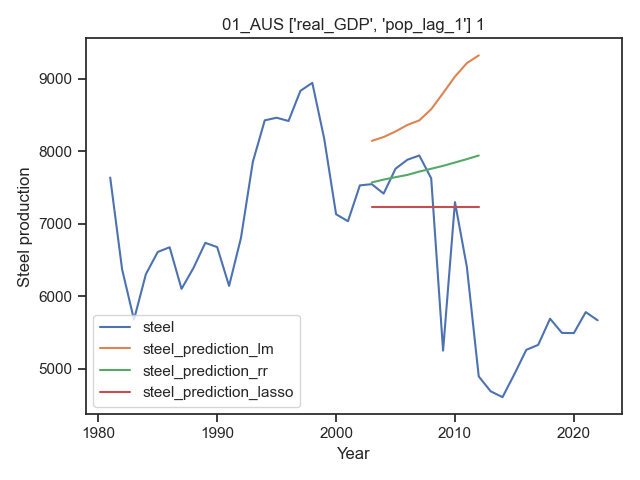 01_AUS ['real_GDP', 'pop_lag_1'] 1
9000
8000
7000
6000
5000
Steel production
steel
steel_prediction_lm
steel_prediction_rr
steel_prediction_lasso
1980
1990
2000
2010
2020
Year